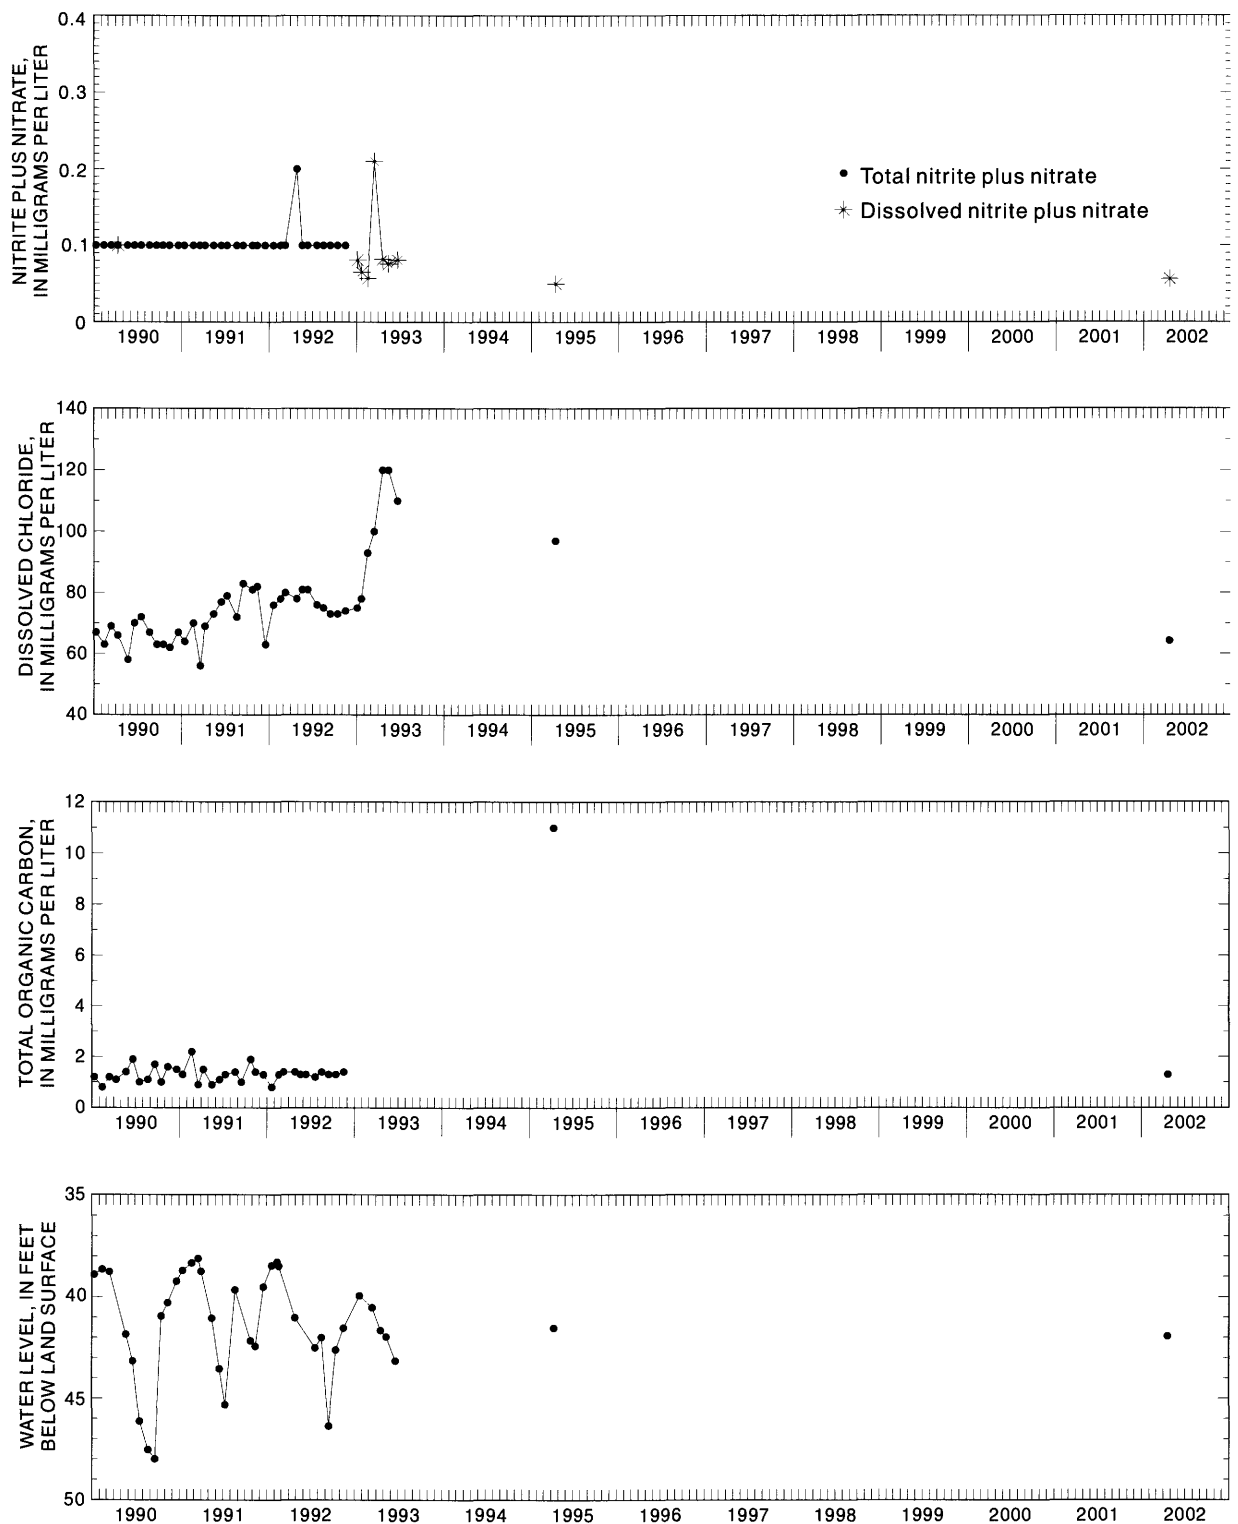 NITRITE PLUS NITRATE,
IN MILLIGRAMS PER LITER
0.4
0.3
0.2
0.1
0
Total nitrite plus nitrate
Dissolved nitrite plus nitrate
1990 1991 1992 1993 1994 1995 1996 1997 1998 1999 2000 2001 2002
DISSOLVED CHLORIDE,
IN MILLIGRAMS PER LITER
140
120
100
80
60
40
1990 1991 1992 1993 1994 1995 1996 1997 1998 1999 2000 2001 2002
TOTAL ORGANIC CARBON,
IN MILLIGRAMS PER LITER
12
10
8
6
4
2
0
1990 1991 1992 1993 1994 1995 1996 1997 1998 1999 2000 2001 2002
WATER LEVEL, IN FEET
BELOW LAND SURFACE
35
40
45
50
1990 1991 1992 1993 1994 1995 1996 1997 1998 1999 2000 2001 2002